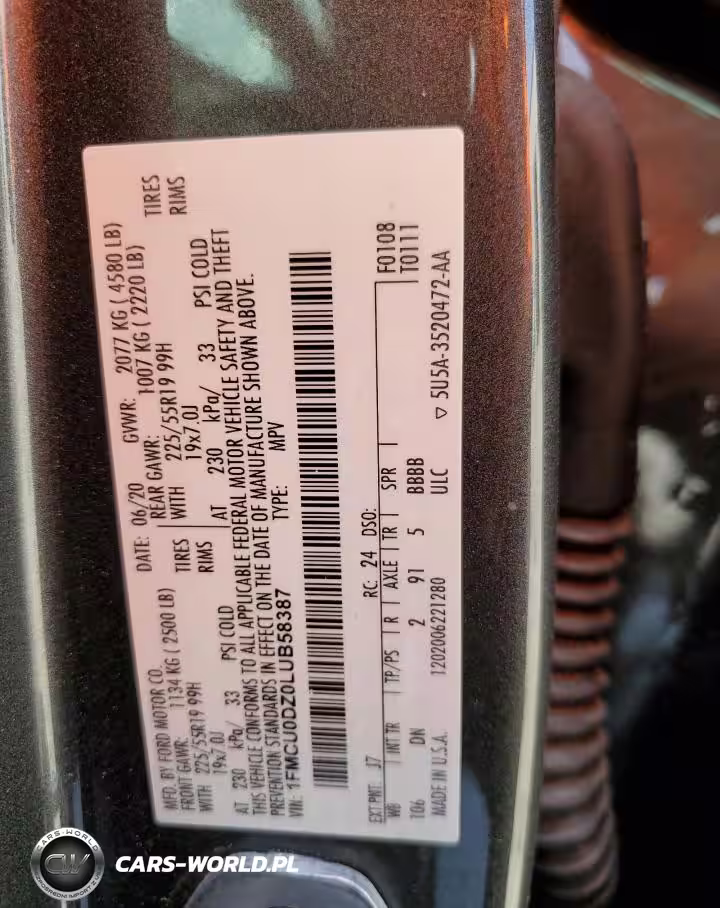 MFD. BY FORD MOTOR CO.
DATE: 06/20
GVWR: 2077 KG ( 4580 LB)
FRONT GAWR: 1134 KG ( 2500 LB)
REAR GAWR: 1007 KG ( 2220 LB)
WITH 225/55R19 99H TIRES
WITH 225/55R19 99H TIRES
19x7.0J RIMS
19x7.0J RIMS
AT 230 kPa/ 33 PSI COLD
AT 230 kPa/ 33 PSI COLD
THIS VEHICLE CONFORMS TO ALL APPLICABLE FEDERAL MOTOR VEHICLE SAFETY AND THEFT
PREVENTION STANDARDS IN EFFECT ON THE DATE OF MANUFACTURE SHOWN ABOVE.
VIN: 1FMCU0DZ0LUB58387
TYPE: MPV
EXT PNT: J7 RC: 24 DSO: F0108
WB INT TR TP/PS R AXLE TR SPR T0111
106 DN 2 91 5 BBBB
MADE IN U.S.A. 1202006221280 ULC ▽ 5U5A-3520472-AA
CARS-WORLD
CW
CARS-WORLD.PL